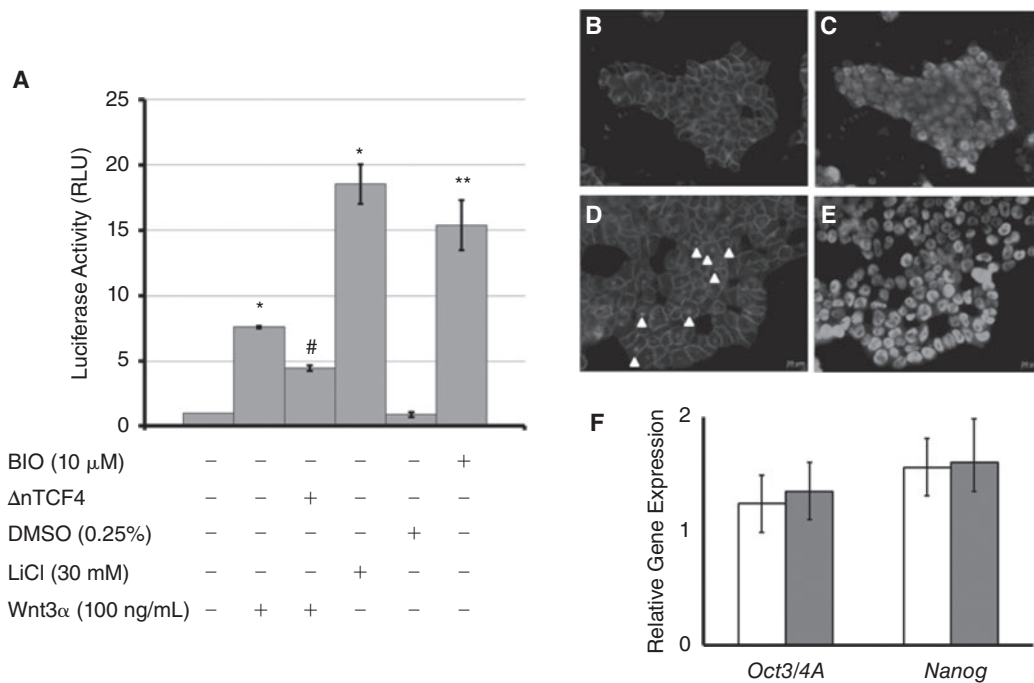 A
25
20
15
10
5
0
Luciferase Activity (RLU)
*
#
*
**
BIO (10 μM) – – – – – +
ΔnTCF4 – – + – – –
DMSO (0.25%) – – – – + –
LiCl (30 mM) – – – + – –
Wnt3α (100 ng/mL) – + + – – –
B
C
D
E
F
2
1
0
Relative Gene Expression
Oct3/4A
Nanog